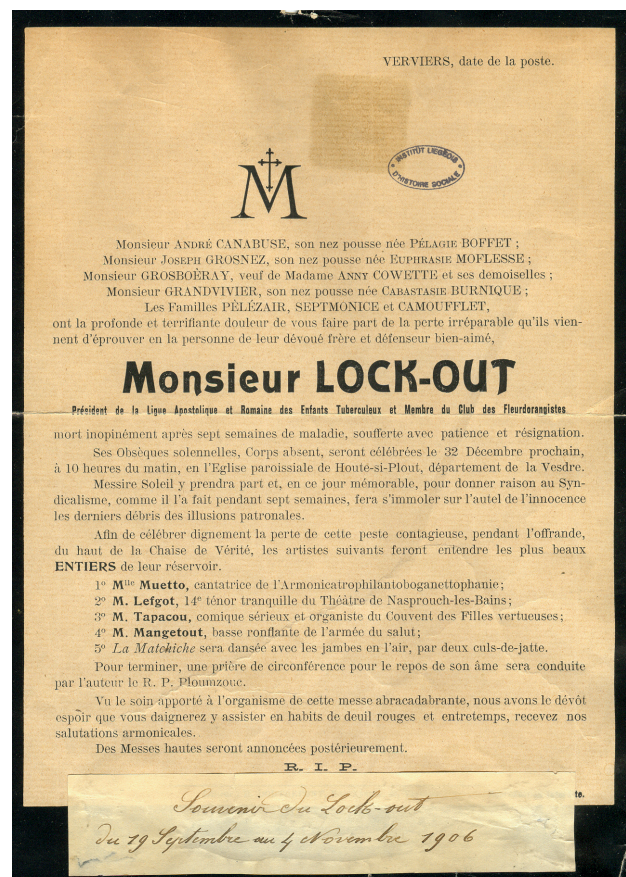 VERVIERS, date de la poste.
INSTITUT LIEGEOIS
D'HISTOIRE SOCIALE
M
Monsieur ANDRÉ CANABUSE, son nez pousse née PÉLAGIE BOFFET ;
Monsieur JOSEPH GROSNEZ, son nez pousse née EUPHRASIE MOFLESSE ;
Monsieur GROSBOÈRAY, veuf de Madame ANNY COWETTE et ses demoiselles ;
Monsieur GRANDVIVIER, son nez pousse née CABASTASIE BURNIQUE ;
Les Familles PÈLÈZAIR, SEPTMONICE et CAMOUFFLET,
ont la profonde et terrifiante douleur de vous faire part de la perte irréparable qu'ils vien-
nent d'éprouver en la personne de leur dévoué frère et défenseur bien-aimé,
Monsieur LOCK-OUT
Président de la Ligue Apostolique et Romaine des Enfants Tuberculeux et Membre du Club des Fleurdorangistes
mort inopinément après sept semaines de maladie, soufferte avec patience et résignation.
Ses Obsèques solennelles, Corps absent, seront célébrées le 32 Décembre prochain,
à 10 heures du matin, en l'Eglise paroissiale de Houté-si-Plout, département de la Vesdre.
Messire Soleil y prendra part et, en ce jour mémorable, pour donner raison au Syn-
dicalisme, comme il l'a fait pendant sept semaines, fera s'immoler sur l'autel de l'innocence
les derniers débris des illusions patronales.
Afin de célébrer dignement la perte de cette peste contagieuse, pendant l'offrande,
du haut de la Chaise de Vérité, les artistes suivants feront entendre les plus beaux
ENTIERS de leur réservoir.
1º Mlle Muetto, cantatrice de l'Armonicatrophilantoboganettophanie ;
2º M. Lefgot, 14e ténor tranquille du Théâtre de Nasprouch-les-Bains ;
3º M. Tapacou, comique sérieux et organiste du Couvent des Filles vertueuses ;
4º M. Mangetout, basse ronflante de l'armée du salut ;
5º La Matchiche sera dansée avec les jambes en l'air, par deux culs-de-jatte.
Pour terminer, une prière de circonférence pour le repos de son âme sera conduite
par l'auteur le R. P. Ploumzouc.
Vu le soin apporté à l'organisme de cette messe abracadabrante, nous avons le dévôt
espoir que vous daignerez y assister en habits de deuil rouges et entretemps, recevez nos
salutations armonicales.
Des Messes hautes seront annoncées postérieurement.
R. I. P.
te.
Souvenir du Lock-out
du 19 Septembre au 4 Novembre 1906